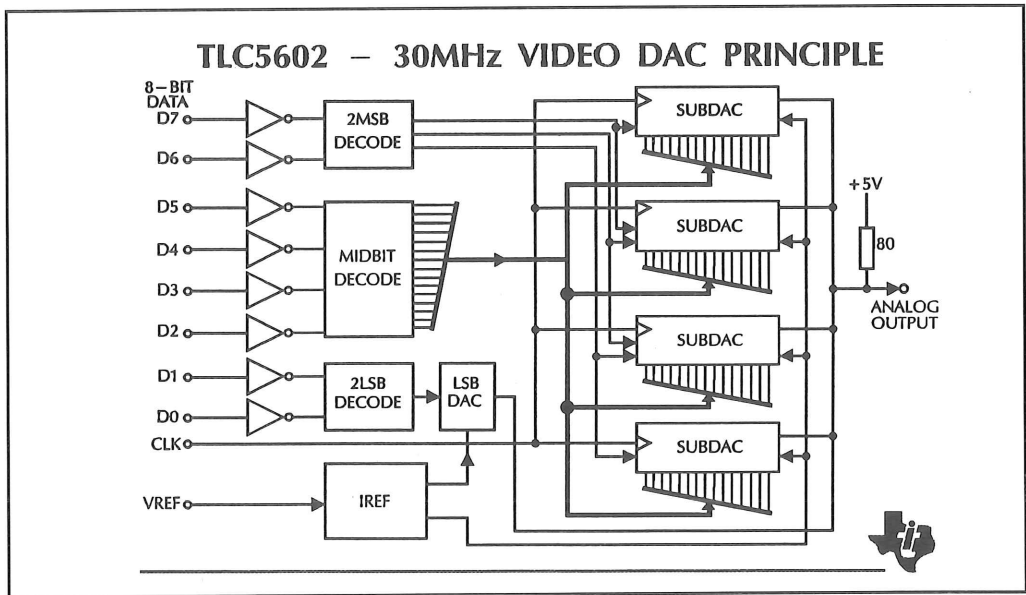 TLC5602 – 30MHz VIDEO DAC PRINCIPLE
8–BIT
DATA
D7
D6
D5
D4
D3
D2
D1
D0
CLK
VREF
2MSB
DECODE
MIDBIT
DECODE
2LSB
DECODE
LSB
DAC
IREF
SUBDAC
SUBDAC
SUBDAC
SUBDAC
+5V
80
ANALOG
OUTPUT
ti